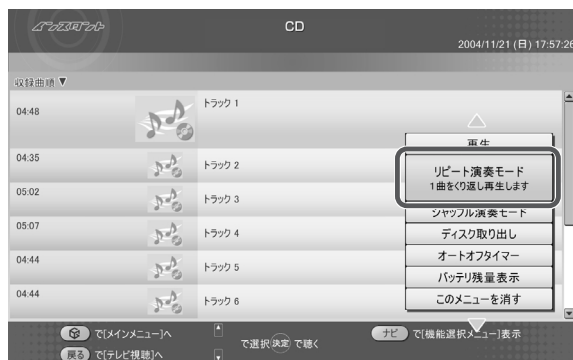 インスタント
CD
2004/11/21 (日) 17:57:26
収録曲順▼
04:48 トラック 1
04:35 トラック 2
05:02 トラック 3
05:07 トラック 4
04:44 トラック 5
04:44 トラック 6
再生
リピート演奏モード
1曲をくり返し再生します
シャッフル演奏モード
ディスク取り出し
オートオフタイマー
バッテリ残量表示
このメニューを消す
で[メインメニュー]へ
戻る で[テレビ視聴]へ
で選択 決定 で聴く
ナビ で[機能選択メニュー]表示